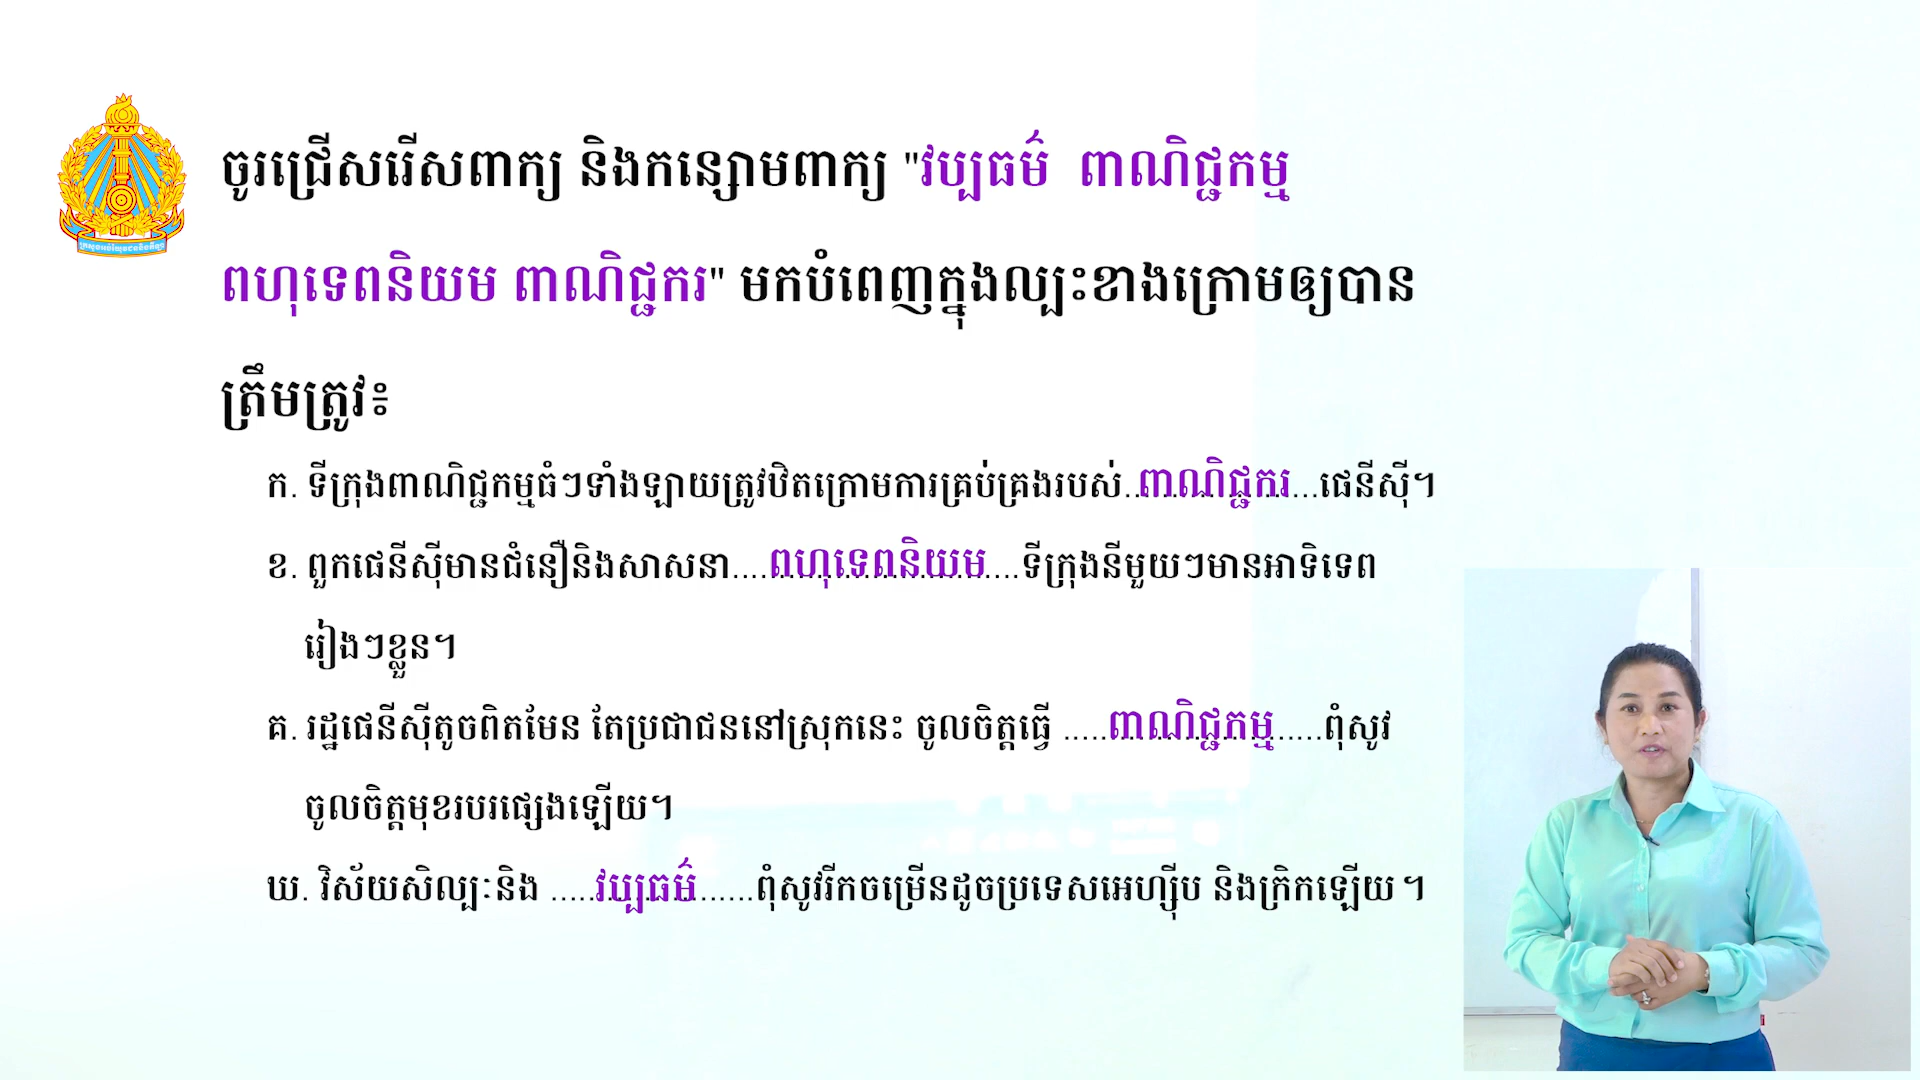 ចូរជ្រើសរើសពាក្យ និងកន្សោមពាក្យ "វប្បធម៌ ពាណិជ្ជកម្ម
ពហុទេពនិយម ពាណិជ្ជករ" មកបំពេញក្នុងល្បះខាងក្រោមឲ្យបាន
ត្រឹមត្រូវ៖
ក. ទីក្រុងពាណិជ្ជកម្មធំៗទាំងឡាយត្រូវឋិតក្រោមការគ្រប់គ្រងរបស់..ពាណិជ្ជករ...ផេនីស៊ី។
ខ. ពួកផេនីស៊ីមានជំនឿនិងសាសនា....ពហុទេពនិយម....ទីក្រុងនីមួយៗមានអាទិទេព
រៀងៗខ្លួន។
គ. រដ្ឋផេនីស៊ីតូចពិតមែន តែប្រជាជននៅស្រុកនេះ ចូលចិត្តធ្វើ .....ពាណិជ្ជកម្ម.....ពុំសូវ
ចូលចិត្តមុខរបរផ្សេងឡើយ។
ឃ. វិស័យសិល្បៈនិង .....វប្បធម៌......ពុំសូវរីកចម្រើនដូចប្រទេសអេហ្ស៊ីប និងក្រិកឡើយ។